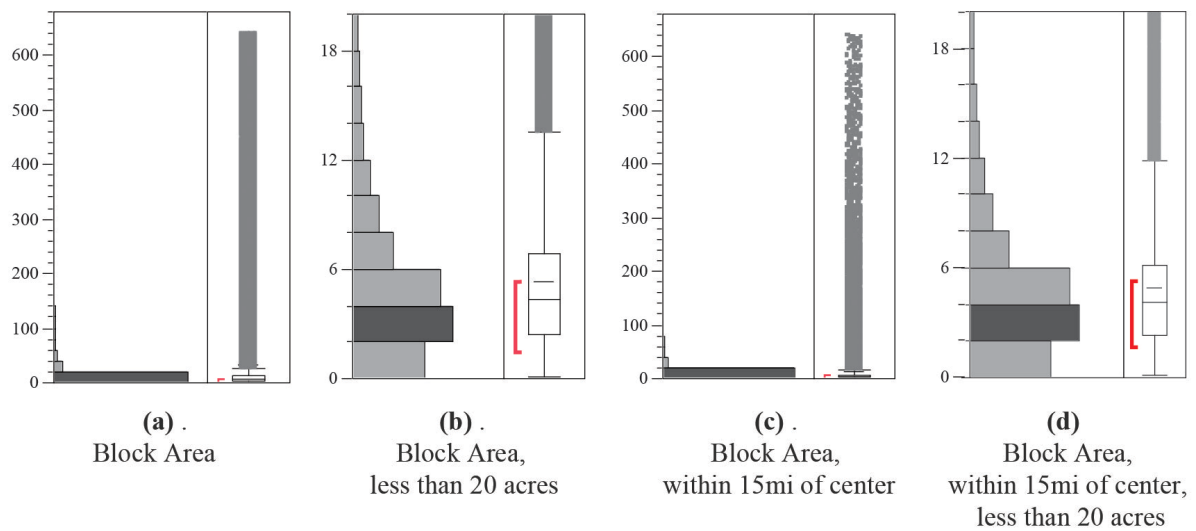 600
500
400
300
200
100
0
18
12
6
0
600
500
400
300
200
100
0
18
12
6
0
(a) .
Block Area
(b) .
Block Area,
less than 20 acres
(c) .
Block Area,
within 15mi of center
(d)
Block Area,
within 15mi of center,
less than 20 acres